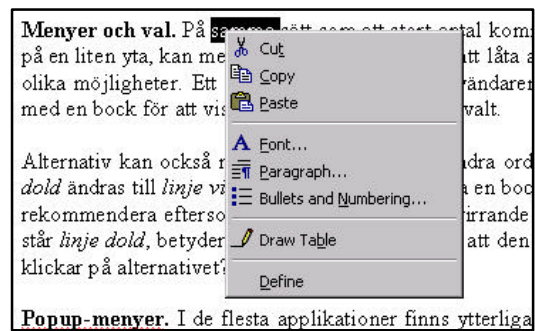 Menyer och val. På samma sätt som ett stort antal kom
på en liten yta, kan me att låta a
olika möjligheter. Ett vändaren
med en bock för att vis valt.
Alternativ kan också dra ord
dold ändras till linje vi a en boc
rekommendera efterso irrande
står linje dold, betyder att den
klickar på alternativet?
Popup-menyer. I de flesta applikationer finns ytterliga
Cut
Copy
Paste
Font...
Paragraph...
Bullets and Numbering...
Draw Table
Define